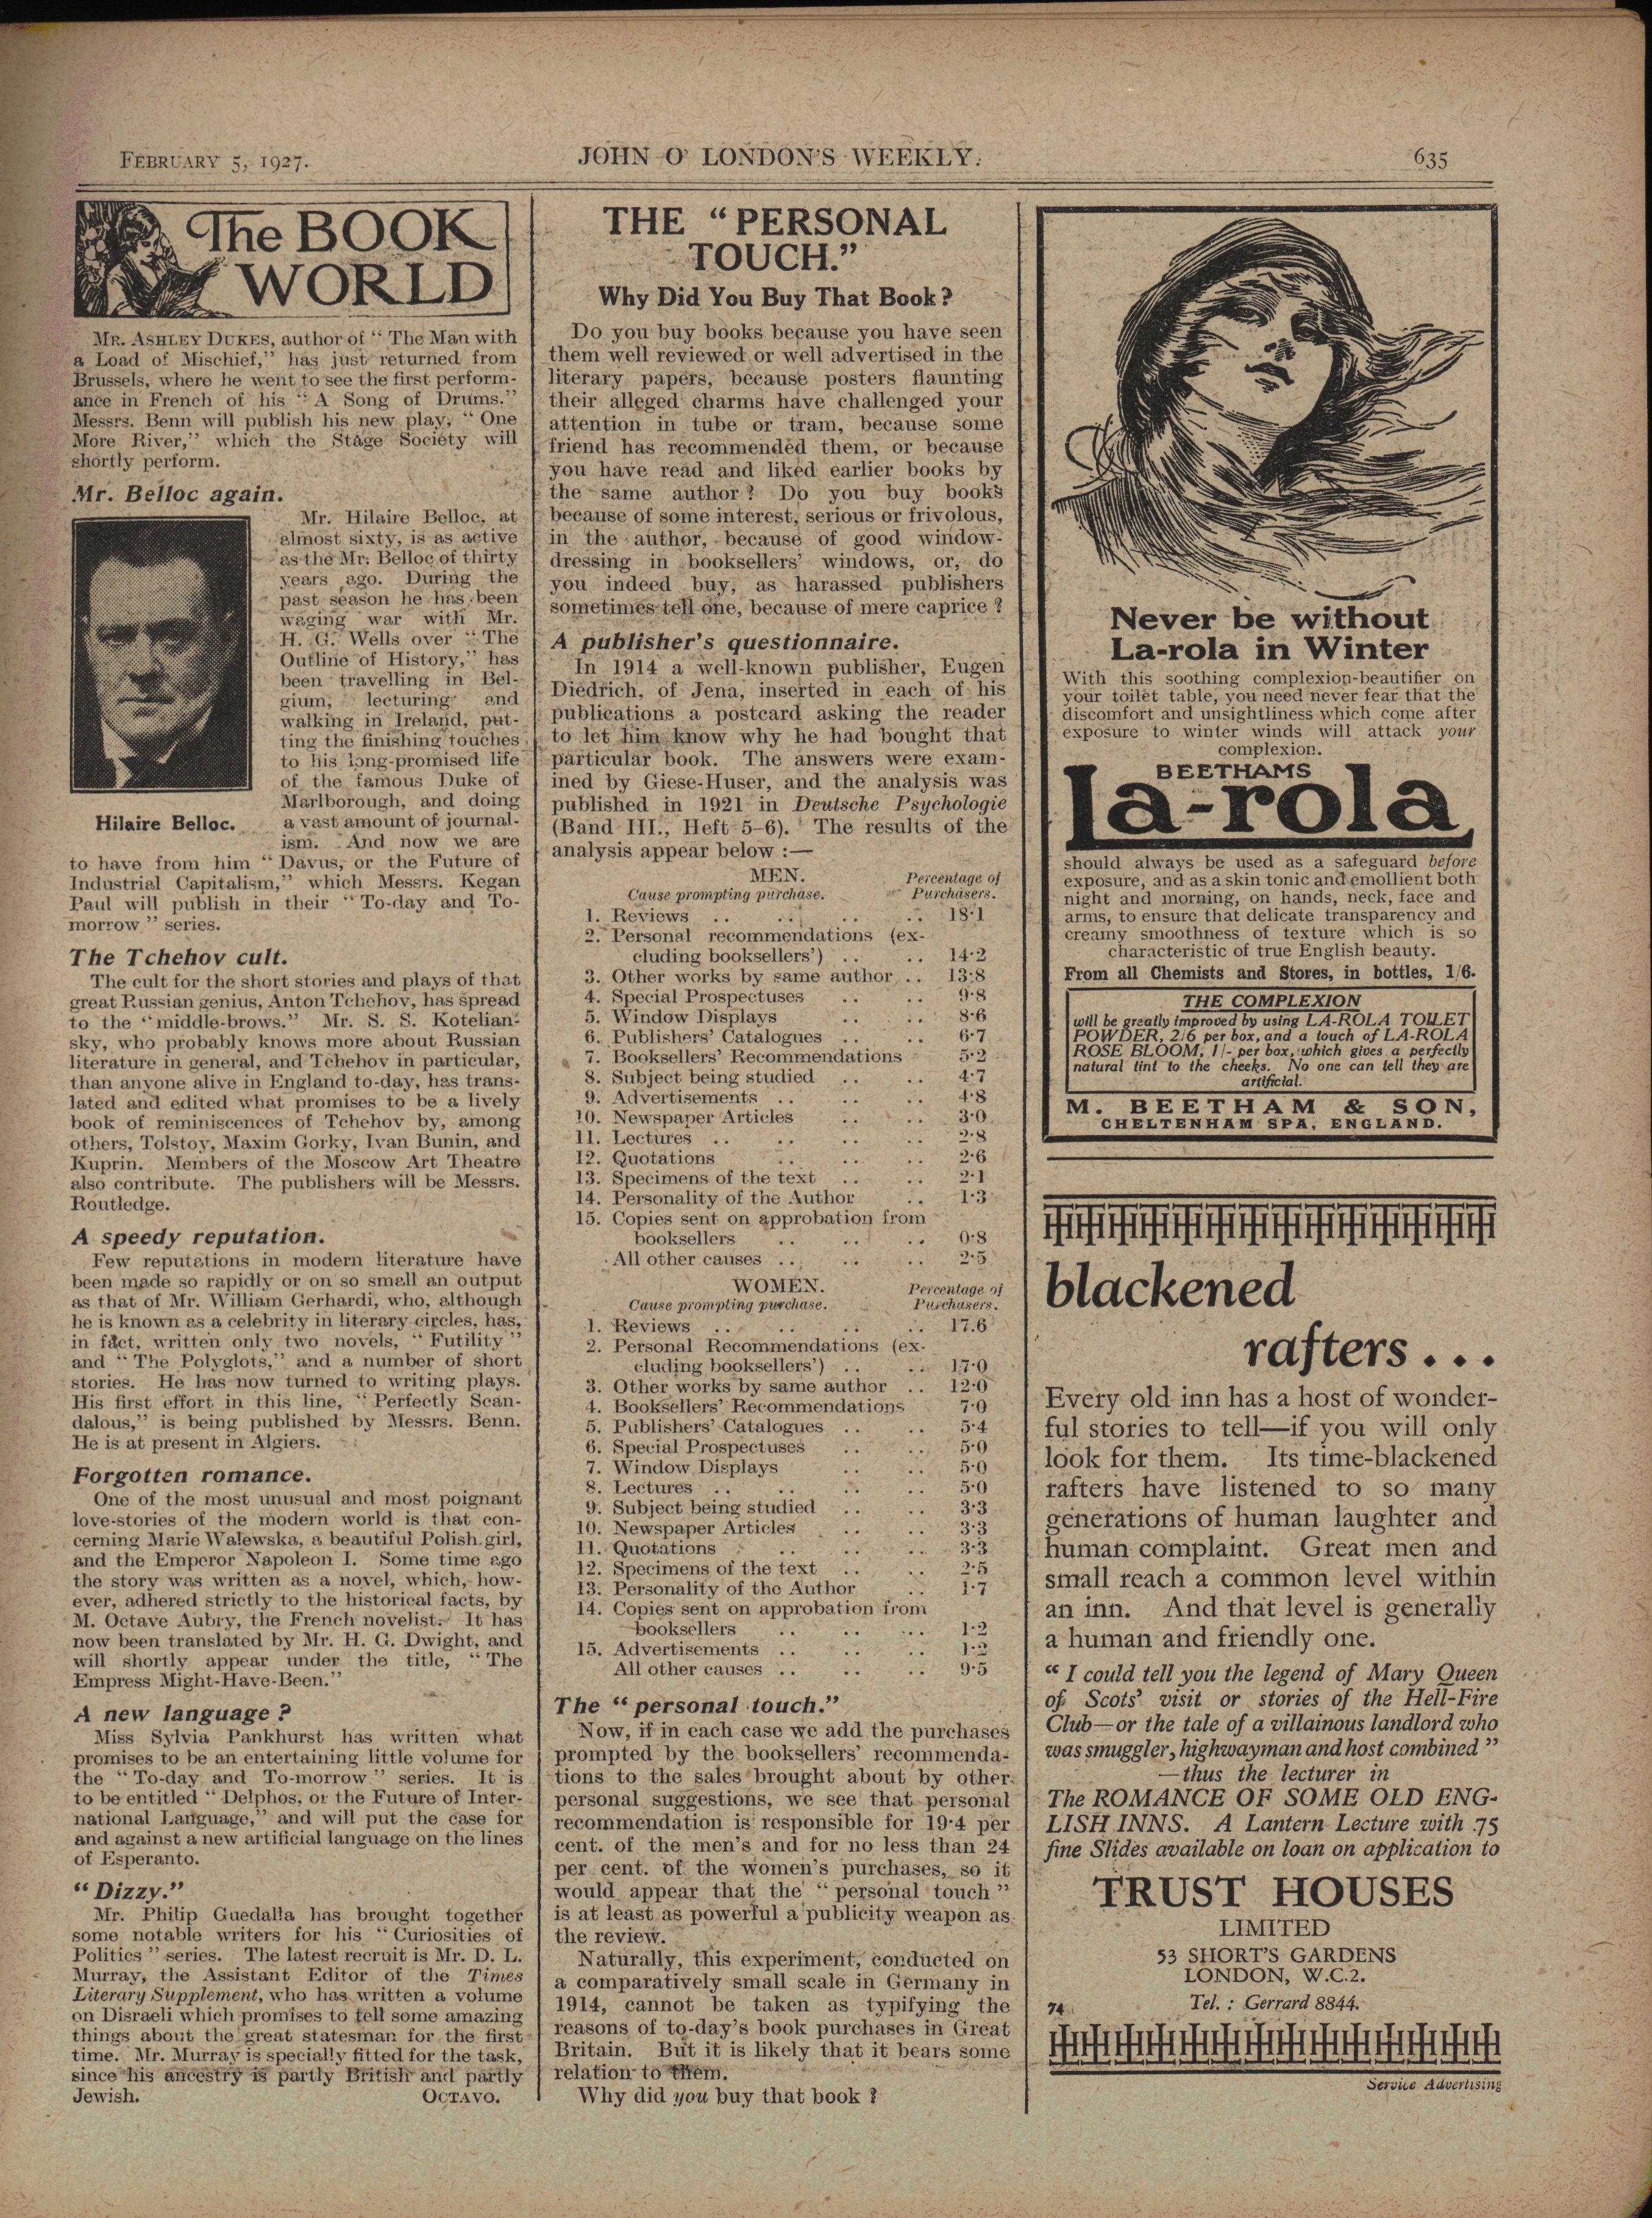 FEBRUARY 5, 1927.
JOHN O' LONDON'S WEEKLY.
635
The BOOK
WORLD
MR. ASHLEY DUKES, author of " The Man with
a Load of Mischief," has just returned from
Brussels, where he went to see the first perform-
ance in French of his " A Song of Drums."
Messrs. Benn will publish his new play, " One
More River," which the Stage Society will
shortly perform.
Mr. Belloc again.
Mr. Hilaire Belloc, at
almost sixty, is as active
as the Mr. Belloc of thirty
years ago. During the
past season he has been
waging war with Mr.
H. G. Wells over " The
Outline of History," has
been travelling in Bel-
gium, lecturing and
walking in Ireland, put-
ting the finishing touches
to his long-promised life
of the famous Duke of
Marlborough, and doing
a vast amount of journal-
ism. And now we are
Hilaire Belloc.
to have from him " Davus, or the Future of
Industrial Capitalism," which Messrs. Kegan
Paul will publish in their " To-day and To-
morrow " series.
The Tchehov cult.
The cult for the short stories and plays of that
great Russian genius, Anton Tchehov, has spread
to the " middle-brows." Mr. S. S. Kotelian-
sky, who probably knows more about Russian
literature in general, and Tchehov in particular,
than anyone alive in England to-day, has trans-
lated and edited what promises to be a lively
book of reminiscences of Tchehov by, among
others, Tolstoy, Maxim Gorky, Ivan Bunin, and
Kuprin. Members of the Moscow Art Theatre
also contribute. The publishers will be Messrs.
Routledge.
A speedy reputation.
Few reputations in modern literature have
been made so rapidly or on so small an output
as that of Mr. William Gerhardi, who, although
he is known as a celebrity in literary circles, has,
in fact, written only two novels, " Futility "
and " The Polyglots," and a number of short
stories. He has now turned to writing plays.
His first effort in this line, " Perfectly Scan-
dalous," is being published by Messrs. Benn.
He is at present in Algiers.
Forgotten romance.
One of the most unusual and most poignant
love-stories of the modern world is that con-
cerning Marie Walewska, a beautiful Polish girl,
and the Emperor Napoleon I. Some time ago
the story was written as a novel, which, how-
ever, adhered strictly to the historical facts, by
M. Octave Aubry, the French novelist. It has
now been translated by Mr. H. G. Dwight, and
will shortly appear under the title, " The
Empress Might-Have-Been."
A new language ?
Miss Sylvia Pankhurst has written what
promises to be an entertaining little volume for
the " To-day and To-morrow " series. It is
to be entitled " Delphos, or the Future of Inter-
national Language," and will put the case for
and against a new artificial language on the lines
of Esperanto.
" Dizzy."
Mr. Philip Guedalla has brought together
some notable writers for his " Curiosities of
Politics " series. The latest recruit is Mr. D. L.
Murray, the Assistant Editor of the Times
Literary Supplement, who has written a volume
on Disraeli which promises to tell some amazing
things about the great statesman for the first
time. Mr. Murray is specially fitted for the task,
since his ancestry is partly British and partly
Jewish. OCTAVO.
THE " PERSONAL
TOUCH."
Why Did You Buy That Book ?
Do you buy books because you have seen
them well reviewed or well advertised in the
literary papers, because posters flaunting
their alleged charms have challenged your
attention in tube or tram, because some
friend has recommended them, or because
you have read and liked earlier books by
the same author ? Do you buy books
because of some interest, serious or frivolous,
in the author, because of good window-
dressing in booksellers' windows, or, do
you indeed buy, as harassed publishers
sometimes tell one, because of mere caprice ?
A publisher's questionnaire.
In 1914 a well-known publisher, Eugen
Diedrich, of Jena, inserted in each of his
publications a postcard asking the reader
to let him know why he had bought that
particular book. The answers were exam-
ined by Giese-Huser, and the analysis was
published in 1921 in Deutsche Psychologie
(Band III., Heft 5-6). The results of the
analysis appear below :—
MEN. Percentage of
Cause prompting purchase. Purchasers.
1. Reviews .. .. .. .. 18·1
2. Personal recommendations (ex-
cluding booksellers') .. .. 14·2
3. Other works by same author .. 13·8
4. Special Prospectuses .. .. 9·8
5. Window Displays .. .. 8·6
6. Publishers' Catalogues .. .. 6·7
7. Booksellers' Recommendations 5·2
8. Subject being studied .. .. 4·7
9. Advertisements .. .. .. 4·8
10. Newspaper Articles .. .. 3·0
11. Lectures .. .. .. .. 2·8
12. Quotations .. .. .. 2·6
13. Specimens of the text .. .. 2·1
14. Personality of the Author .. 1·3
15. Copies sent on approbation from
booksellers .. .. .. 0·8
All other causes .. .. .. 2·5
WOMEN. Percentage of
Cause prompting purchase. Purchasers.
1. Reviews .. .. .. .. 17.6
2. Personal Recommendations (ex-
cluding booksellers') .. .. 17·0
3. Other works by same author .. 12·0
4. Booksellers' Recommendations 7·0
5. Publishers' Catalogues .. .. 5·4
6. Special Prospectuses .. .. 5·0
7. Window Displays .. .. 5·0
8. Lectures .. .. .. .. 5·0
9. Subject being studied .. .. 3·3
10. Newspaper Articles .. .. 3·3
11. Quotations .. .. .. 3·3
12. Specimens of the text .. .. 2·5
13. Personality of the Author .. 1·7
14. Copies sent on approbation from
booksellers .. .. .. 1·2
15. Advertisements .. .. .. 1·2
All other causes .. .. .. 9·5
The " personal touch."
Now, if in each case we add the purchases
prompted by the booksellers' recommenda-
tions to the sales brought about by other
personal suggestions, we see that personal
recommendation is responsible for 19·4 per
cent. of the men's and for no less than 24
per cent. of the women's purchases, so it
would appear that the " personal touch "
is at least as powerful a publicity weapon as
the review.
Naturally, this experiment, conducted on
a comparatively small scale in Germany in
1914, cannot be taken as typifying the
reasons of to-day's book purchases in Great
Britain. But it is likely that it bears some
relation to them.
Why did you buy that book ?
Never be without
La-rola in Winter
With this soothing complexion-beautifier on
your toilet table, you need never fear that the
discomfort and unsightliness which come after
exposure to winter winds will attack your
complexion.
BEETHAMS
la-rola
should always be used as a safeguard before
exposure, and as a skin tonic and emollient both
night and morning, on hands, neck, face and
arms, to ensure that delicate transparency and
creamy smoothness of texture which is so
characteristic of true English beauty.
From all Chemists and Stores, in bottles, 1/6.
THE COMPLEXION
will be greatly improved by using LA-ROLA TOILET
POWDER, 2/6 per box, and a touch of LA-ROLA
ROSE BLOOM, 1/- per box, which gives a perfectly
natural tint to the cheeks. No one can tell they are
artificial.
M. BEETHAM & SON,
CHELTENHAM SPA, ENGLAND.
blackened
rafters . . .
Every old inn has a host of wonder-
ful stories to tell—if you will only
look for them. Its time-blackened
rafters have listened to so many
generations of human laughter and
human complaint. Great men and
small reach a common level within
an inn. And that level is generally
a human and friendly one.
" I could tell you the legend of Mary Queen
of Scots' visit or stories of the Hell-Fire
Club—or the tale of a villainous landlord who
was smuggler, highwayman and host combined "
—thus the lecturer in
The ROMANCE OF SOME OLD ENG-
LISH INNS. A Lantern Lecture with 75
fine Slides available on loan on application to
TRUST HOUSES
LIMITED
53 SHORT'S GARDENS
LONDON, W.C.2.
Tel. : Gerrard 8844.
74
Service Advertising